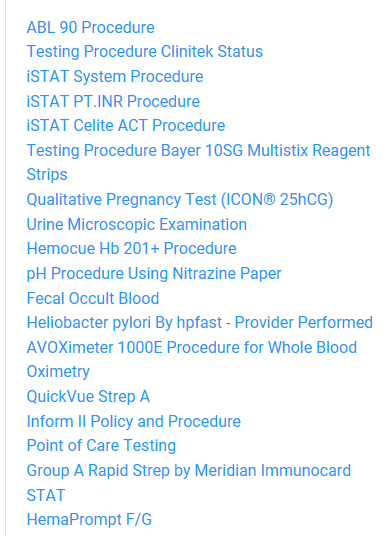 ABL 90 Procedure
Testing Procedure Clinitek Status
iSTAT System Procedure
iSTAT PT.INR Procedure
iSTAT Celite ACT Procedure
Testing Procedure Bayer 10SG Multistix Reagent
Strips
Qualitative Pregnancy Test (ICON® 25hCG)
Urine Microscopic Examination
Hemocue Hb 201+ Procedure
pH Procedure Using Nitrazine Paper
Fecal Occult Blood
Heliobacter pylori By hpfast - Provider Performed
AVOXimeter 1000E Procedure for Whole Blood
Oximetry
QuickVue Strep A
Inform II Policy and Procedure
Point of Care Testing
Group A Rapid Strep by Meridian Immunocard
STAT
HemaPrompt F/G